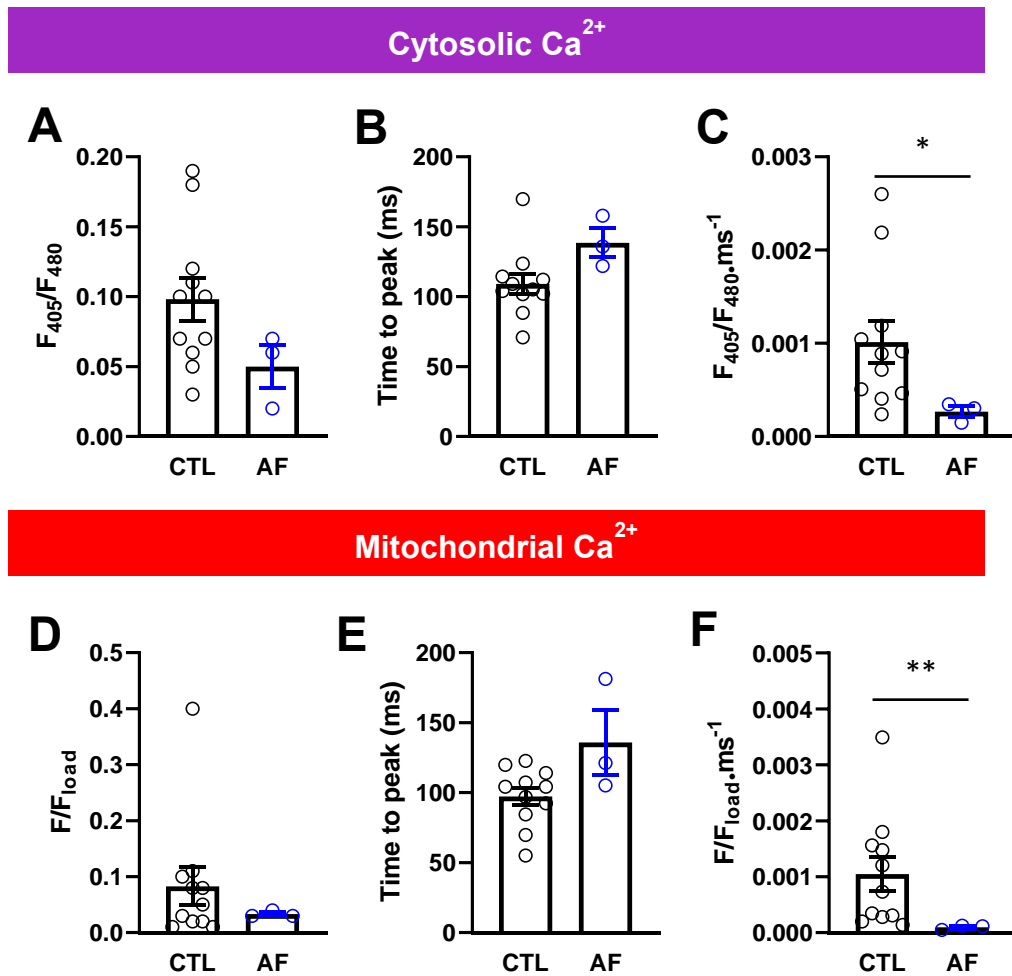 Cytosolic Ca²⁺
A
F₄₀₅/F₄₈₀
0.20
0.15
0.10
0.05
0.00
CTL AF
B
Time to peak (ms)
200
150
100
50
0
CTL AF
C
F₄₀₅/F₄₈₀•ms⁻¹
0.003
0.002
0.001
0.000
*
CTL AF
Mitochondrial Ca²⁺
D
F/Fload
0.5
0.4
0.3
0.2
0.1
0.0
CTL AF
E
Time to peak (ms)
200
150
100
50
0
CTL AF
F
F/Fload•ms⁻¹
0.005
0.004
0.003
0.002
0.001
0.000
**
CTL AF